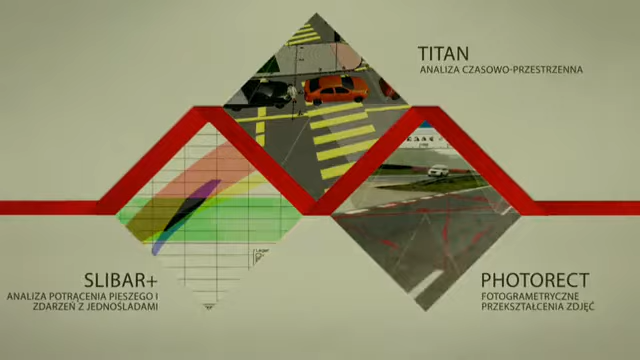 TITAN
ANALIZA CZASOWO-PRZESTRZENNA
SLIBAR+
ANALIZA POTRĄCENIA PIESZEGO I
ZDARZEŃ Z JEDNOŚLADAMI
PHOTORECT
FOTOGRAMETRYCZNE
PRZEKSZTAŁCENIA ZDJĘĆ